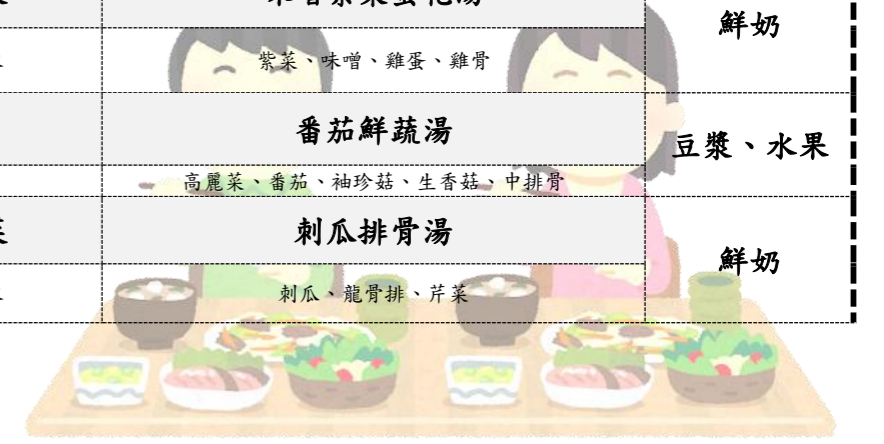 鮮奶
紫菜、味噌、雞蛋、雞骨
番茄鮮蔬湯
豆漿、水果
高麗菜、番茄、袖珍菇、生香菇、中排骨
菜
刺瓜排骨湯
鮮奶
刺瓜、龍骨排、芹菜